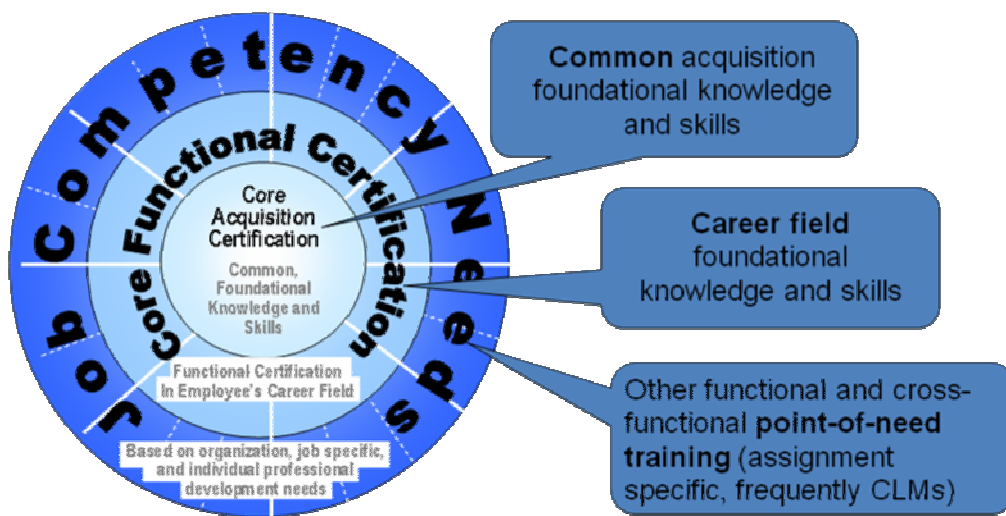 Job Competency Needs
Core Functional Certification
Core
Acquisition
Certification
Common,
Foundational
Knowledge and
Skills
Functional Certification
in Employee's Career Field
Based on organization, job specific,
and individual professional
development needs
Common acquisition
foundational knowledge
and skills
Career field
foundational
knowledge and skills
Other functional and cross-
functional point-of-need
training (assignment
specific, frequently CLMs)